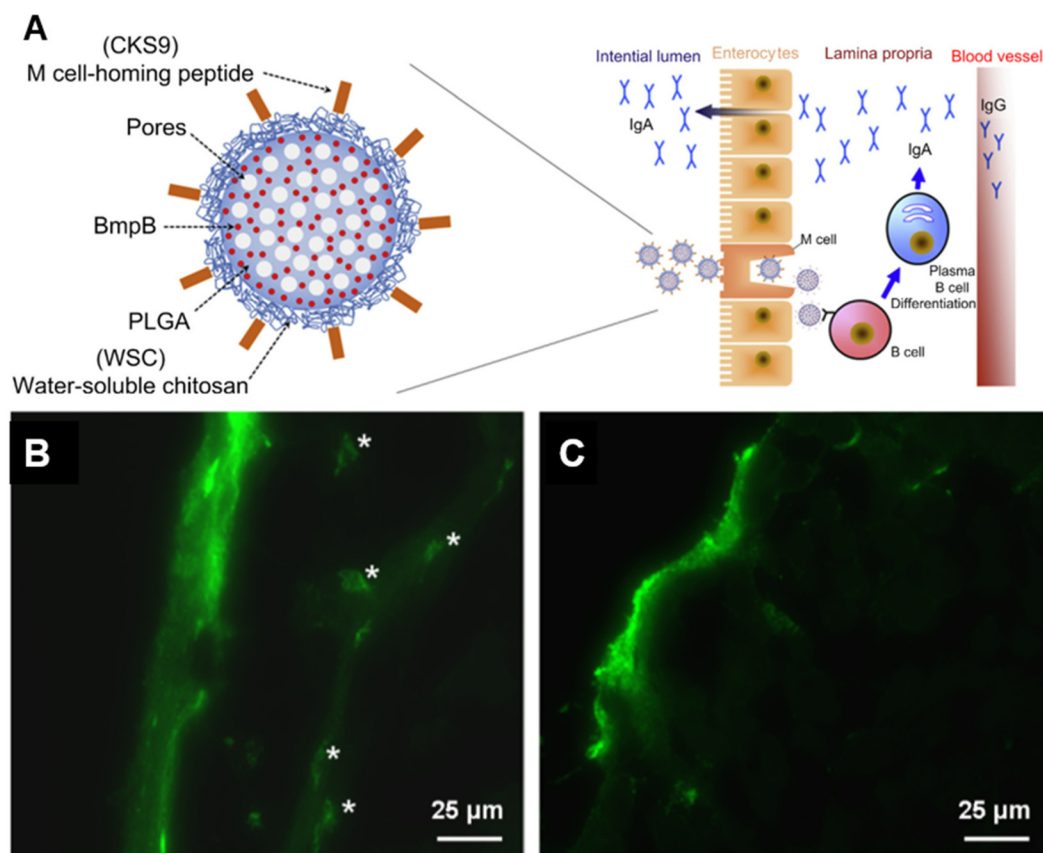 A
(CKS9)
M cell-homing peptide
Pores
BmpB
PLGA
(WSC)
Water-soluble chitosan
Intential lumen
Enterocytes
Lamina propria
Blood vessel
IgA
IgA
IgG
M cell
Plasma
B cell
Differentiation
B cell
B
*
*
*
*
*
25 µm
C
25 µm